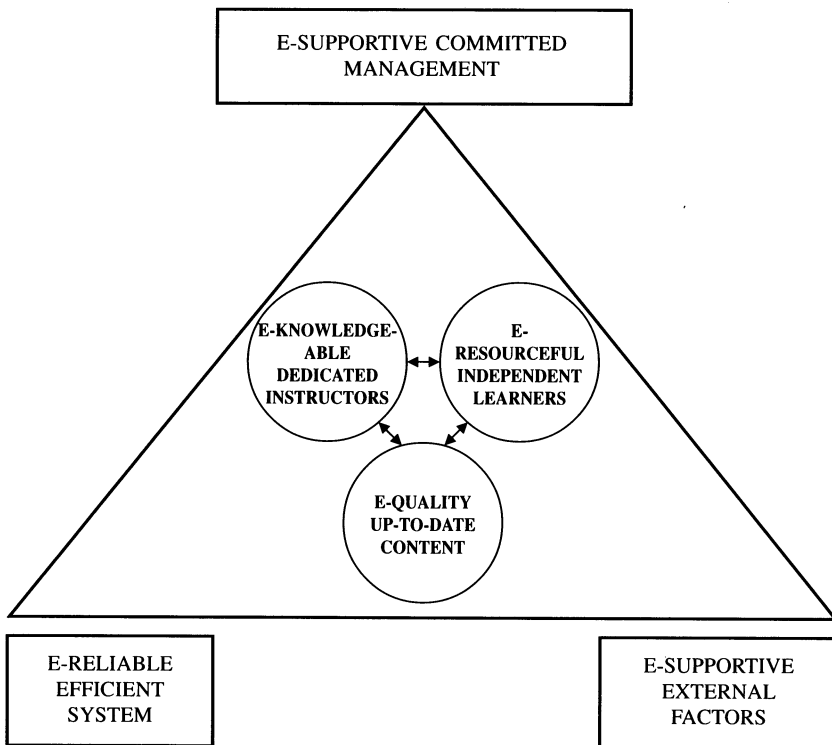 E-SUPPORTIVE COMMITTED
MANAGEMENT
E-KNOWLEDGE-
ABLE
DEDICATED
INSTRUCTORS
E-
RESOURCEFUL
INDEPENDENT
LEARNERS
E-QUALITY
UP-TO-DATE
CONTENT
E-RELIABLE
EFFICIENT
SYSTEM
E-SUPPORTIVE
EXTERNAL
FACTORS